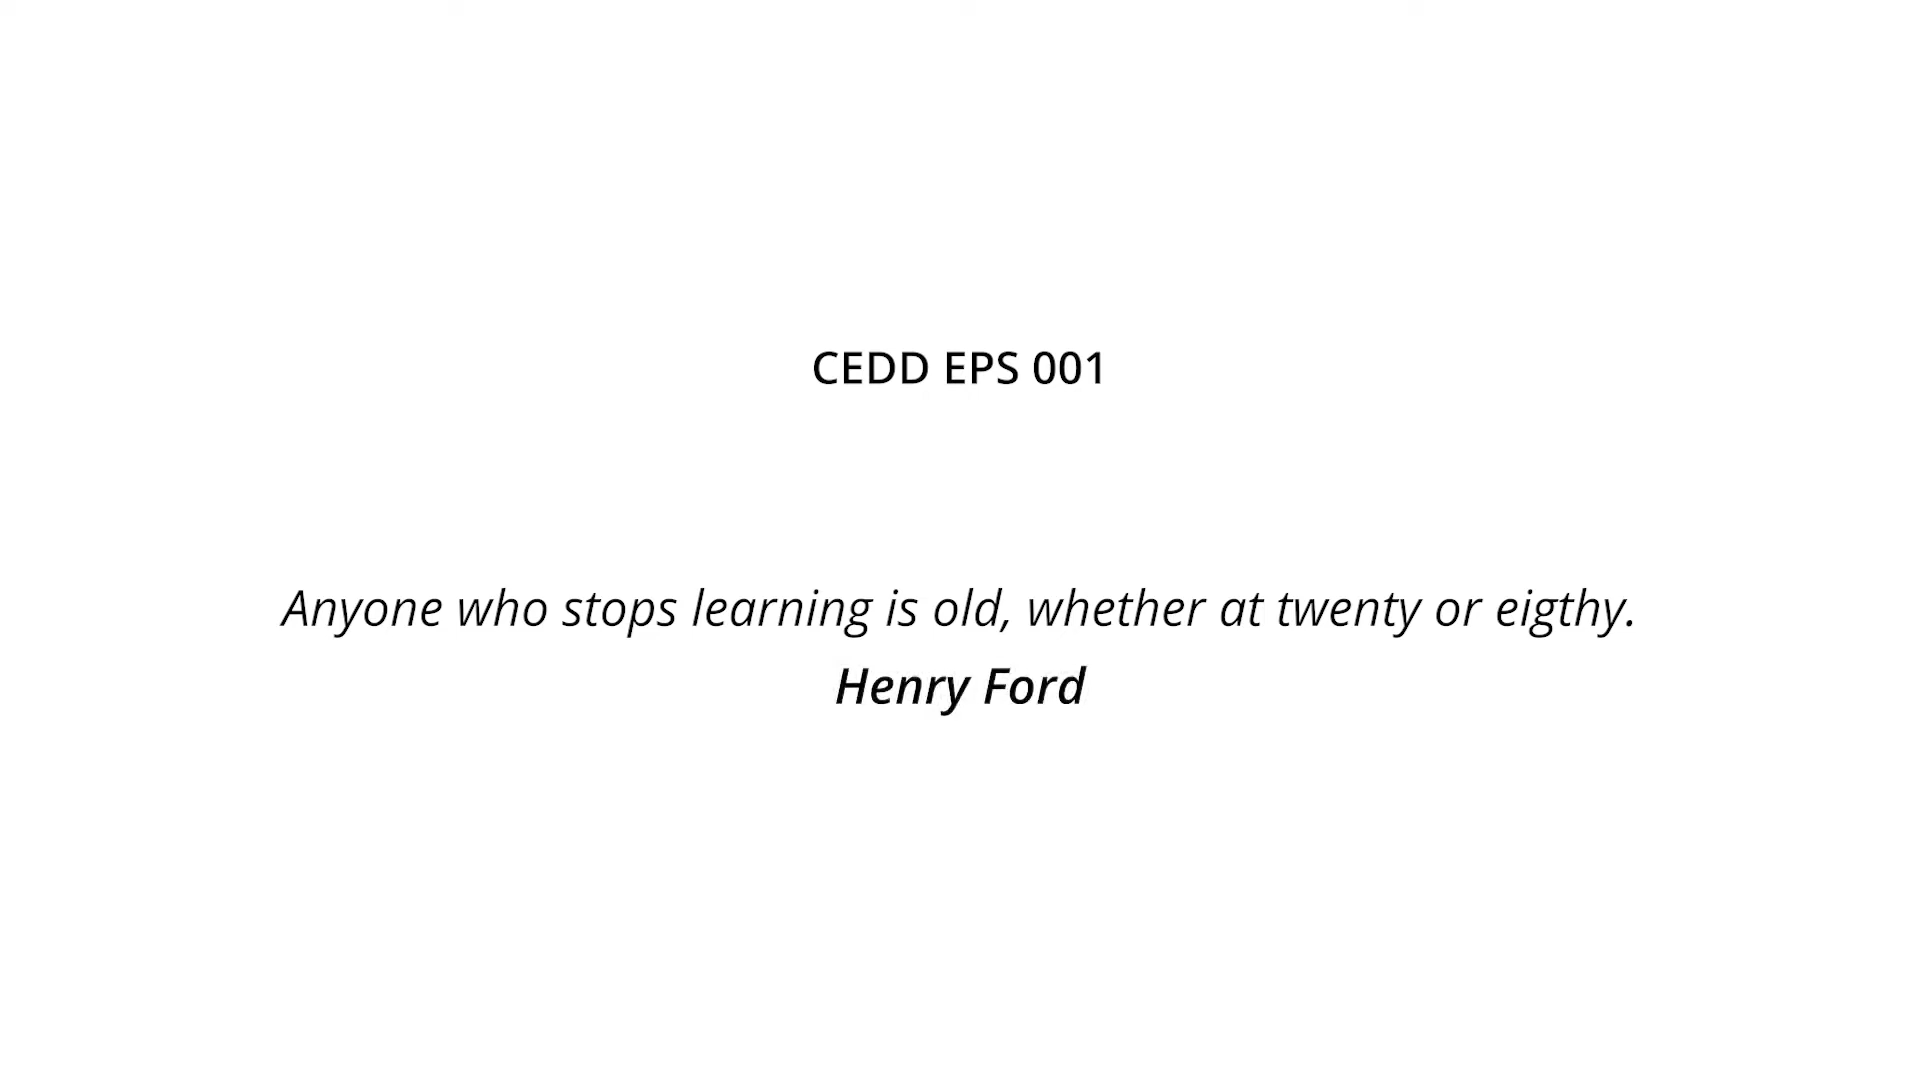 CEDD EPS 001
Anyone who stops learning is old, whether at twenty or eigthy.
Henry Ford